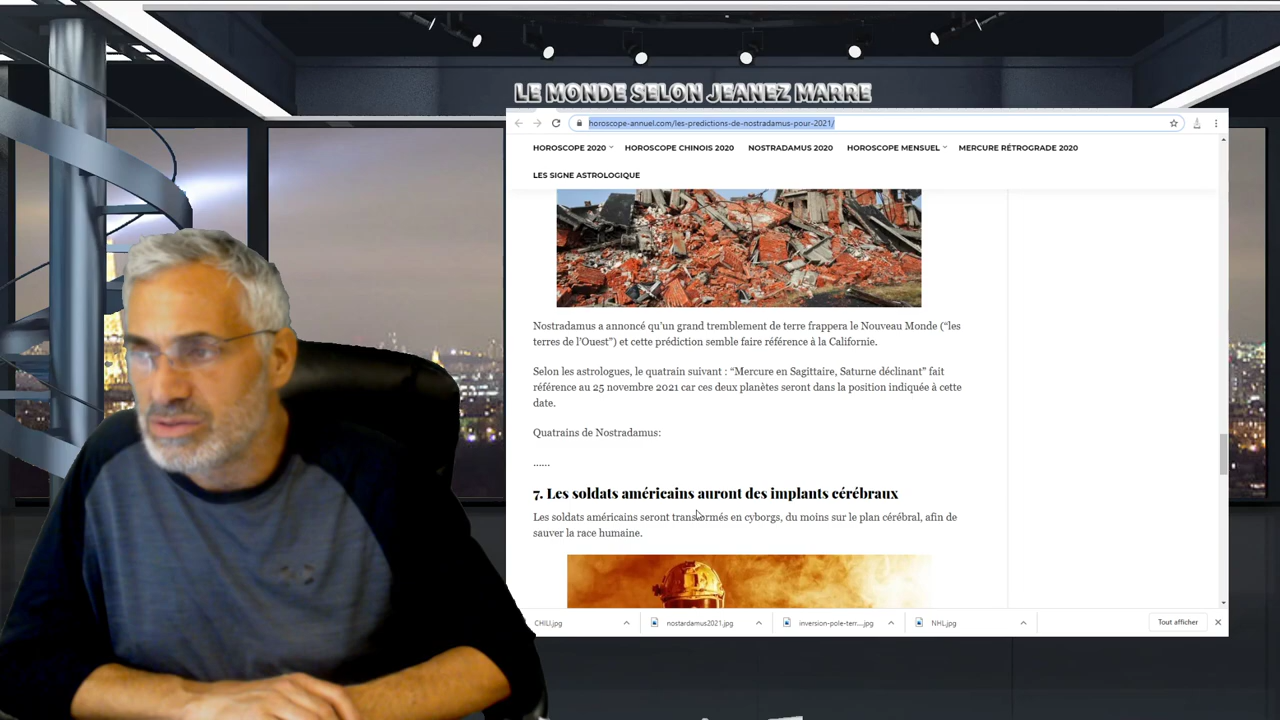 LE MONDE SELON JEANEZ MARRE
horoscope-annuel.com/les-predictions-de-nostradamus-pour-2021/
HOROSCOPE 2020 HOROSCOPE CHINOIS 2020 NOSTRADAMUS 2020 HOROSCOPE MENSUEL MERCURE RÉTROGRADE 2020
LES SIGNE ASTROLOGIQUE
Nostradamus a annoncé qu'un grand tremblement de terre frappera le Nouveau Monde (“les
terres de l'Ouest”) et cette prédiction semble faire référence à la Californie.
Selon les astrologues, le quatrain suivant : “Mercure en Sagittaire, Saturne déclinant” fait
référence au 25 novembre 2021 car ces deux planètes seront dans la position indiquée à cette
date.
Quatrains de Nostradamus:
……
7. Les soldats américains auront des implants cérébraux
Les soldats américains seront transformés en cyborgs, du moins sur le plan cérébral, afin de
sauver la race humaine.
CHILI.jpg nostardamus2021.jpg inversion-pole-terr....jpg NHL.jpg Tout afficher